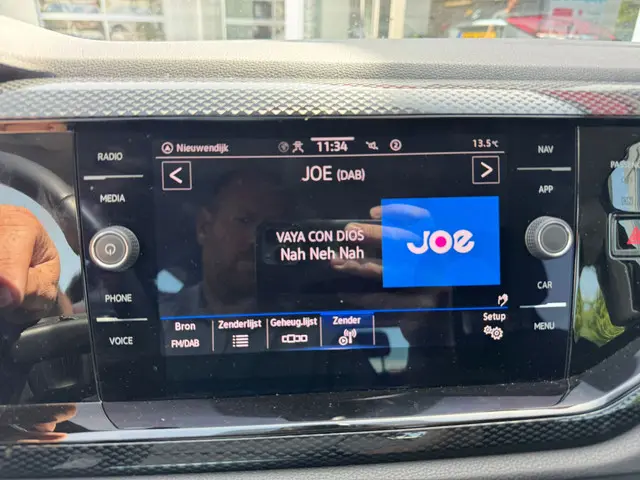 RADIO
MEDIA
PHONE
VOICE
Nieuwendijk
11:34
2
13.5°C
<
JOE (DAB)
>
VAYA CON DIOS
Nah Neh Nah
JOE
Bron
FM/DAB
Zenderlijst
Geheug.lijst
Zender
Setup
NAV
APP
CAR
MENU